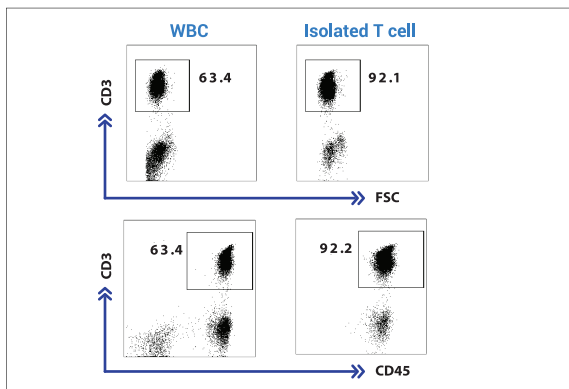 WBC Isolated T cell
CD3 63.4 92.1
FSC
CD3 63.4 92.2
CD45